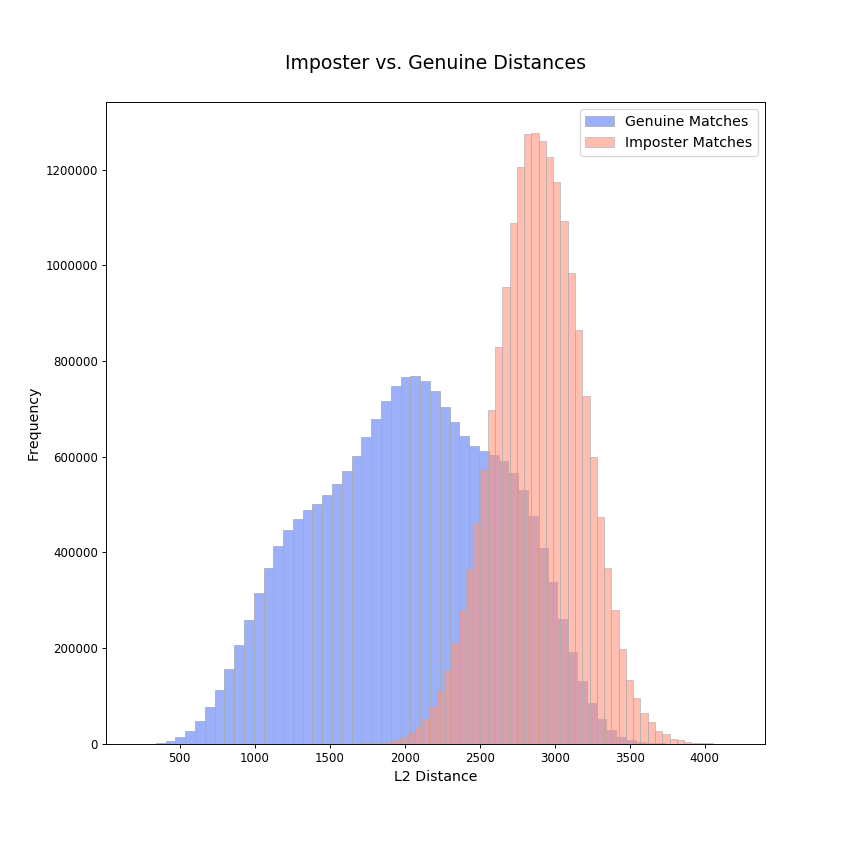 Imposter vs. Genuine Distances
Genuine Matches
Imposter Matches
1200000
1000000
800000
600000
400000
200000
0
Frequency
500 1000 1500 2000 2500 3000 3500 4000
L2 Distance